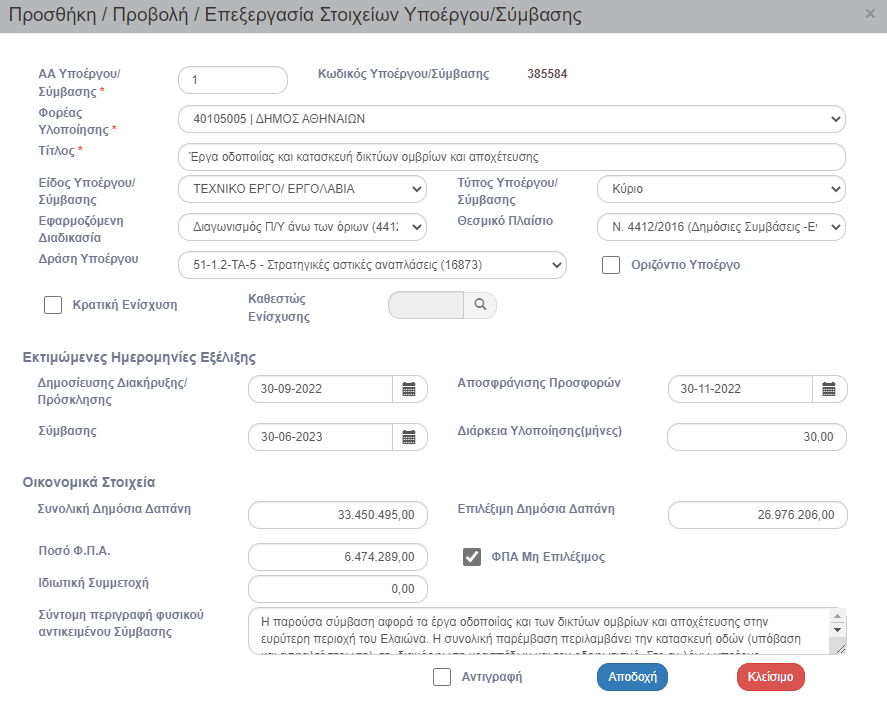 Προσθήκη / Προβολή / Επεξεργασία Στοιχείων Υποέργου/Σύμβασης ×
ΑΑ Υποέργου/
Σύμβασης *
1
Κωδικός Υποέργου/Σύμβασης 385584
Φορέας
Υλοποίησης *
40105005 | ΔΗΜΟΣ ΑΘΗΝΑΙΩΝ
Τίτλος *
Έργα οδοποιίας και κατασκευή δικτύων ομβρίων και αποχέτευσης
Είδος Υποέργου/
Σύμβασης
ΤΕΧΝΙΚΟ ΕΡΓΟ/ ΕΡΓΟΛΑΒΙΑ
Τύπος Υποέργου/
Σύμβασης
Κύριο
Εφαρμοζόμενη
Διαδικασία
Διαγωνισμός Π/Υ άνω των όριων (4412
Θεσμικό Πλαίσιο
Ν. 4412/2016 (Δημόσιες Συμβάσεις -Εν
Δράση Υποέργου
51-1.2-ΤΑ-5 - Στρατηγικές αστικές αναπλάσεις (16873)
Οριζόντιο Υποέργο
Κρατική Ενίσχυση
Καθεστώς
Ενίσχυσης
Εκτιμώμενες Ημερομηνίες Εξέλιξης
Δημοσίευσης Διακήρυξης/
Πρόσκλησης
30-09-2022
Αποσφράγισης Προσφορών
30-11-2022
Σύμβασης
30-06-2023
Διάρκεια Υλοποίησης(μήνες)
30,00
Οικονομικά Στοιχεία
Συνολική Δημόσια Δαπάνη
33.450.495,00
Επιλέξιμη Δημόσια Δαπάνη
26.976.206,00
Ποσό Φ.Π.Α.
6.474.289,00
ΦΠΑ Μη Επιλέξιμος
Ιδιωτική Συμμετοχή
0,00
Σύντομη περιγραφή φυσικού
αντικειμένου Σύμβασης
Η παρούσα σύμβαση αφορά τα έργα οδοποιίας και των δικτύων ομβρίων και αποχέτευσης στην
ευρύτερη περιοχή του Ελαιώνα. Η συνολική παρέμβαση περιλαμβάνει την κατασκευή οδών (υπόβαση
Αντιγραφή
Αποδοχή
Κλείσιμο